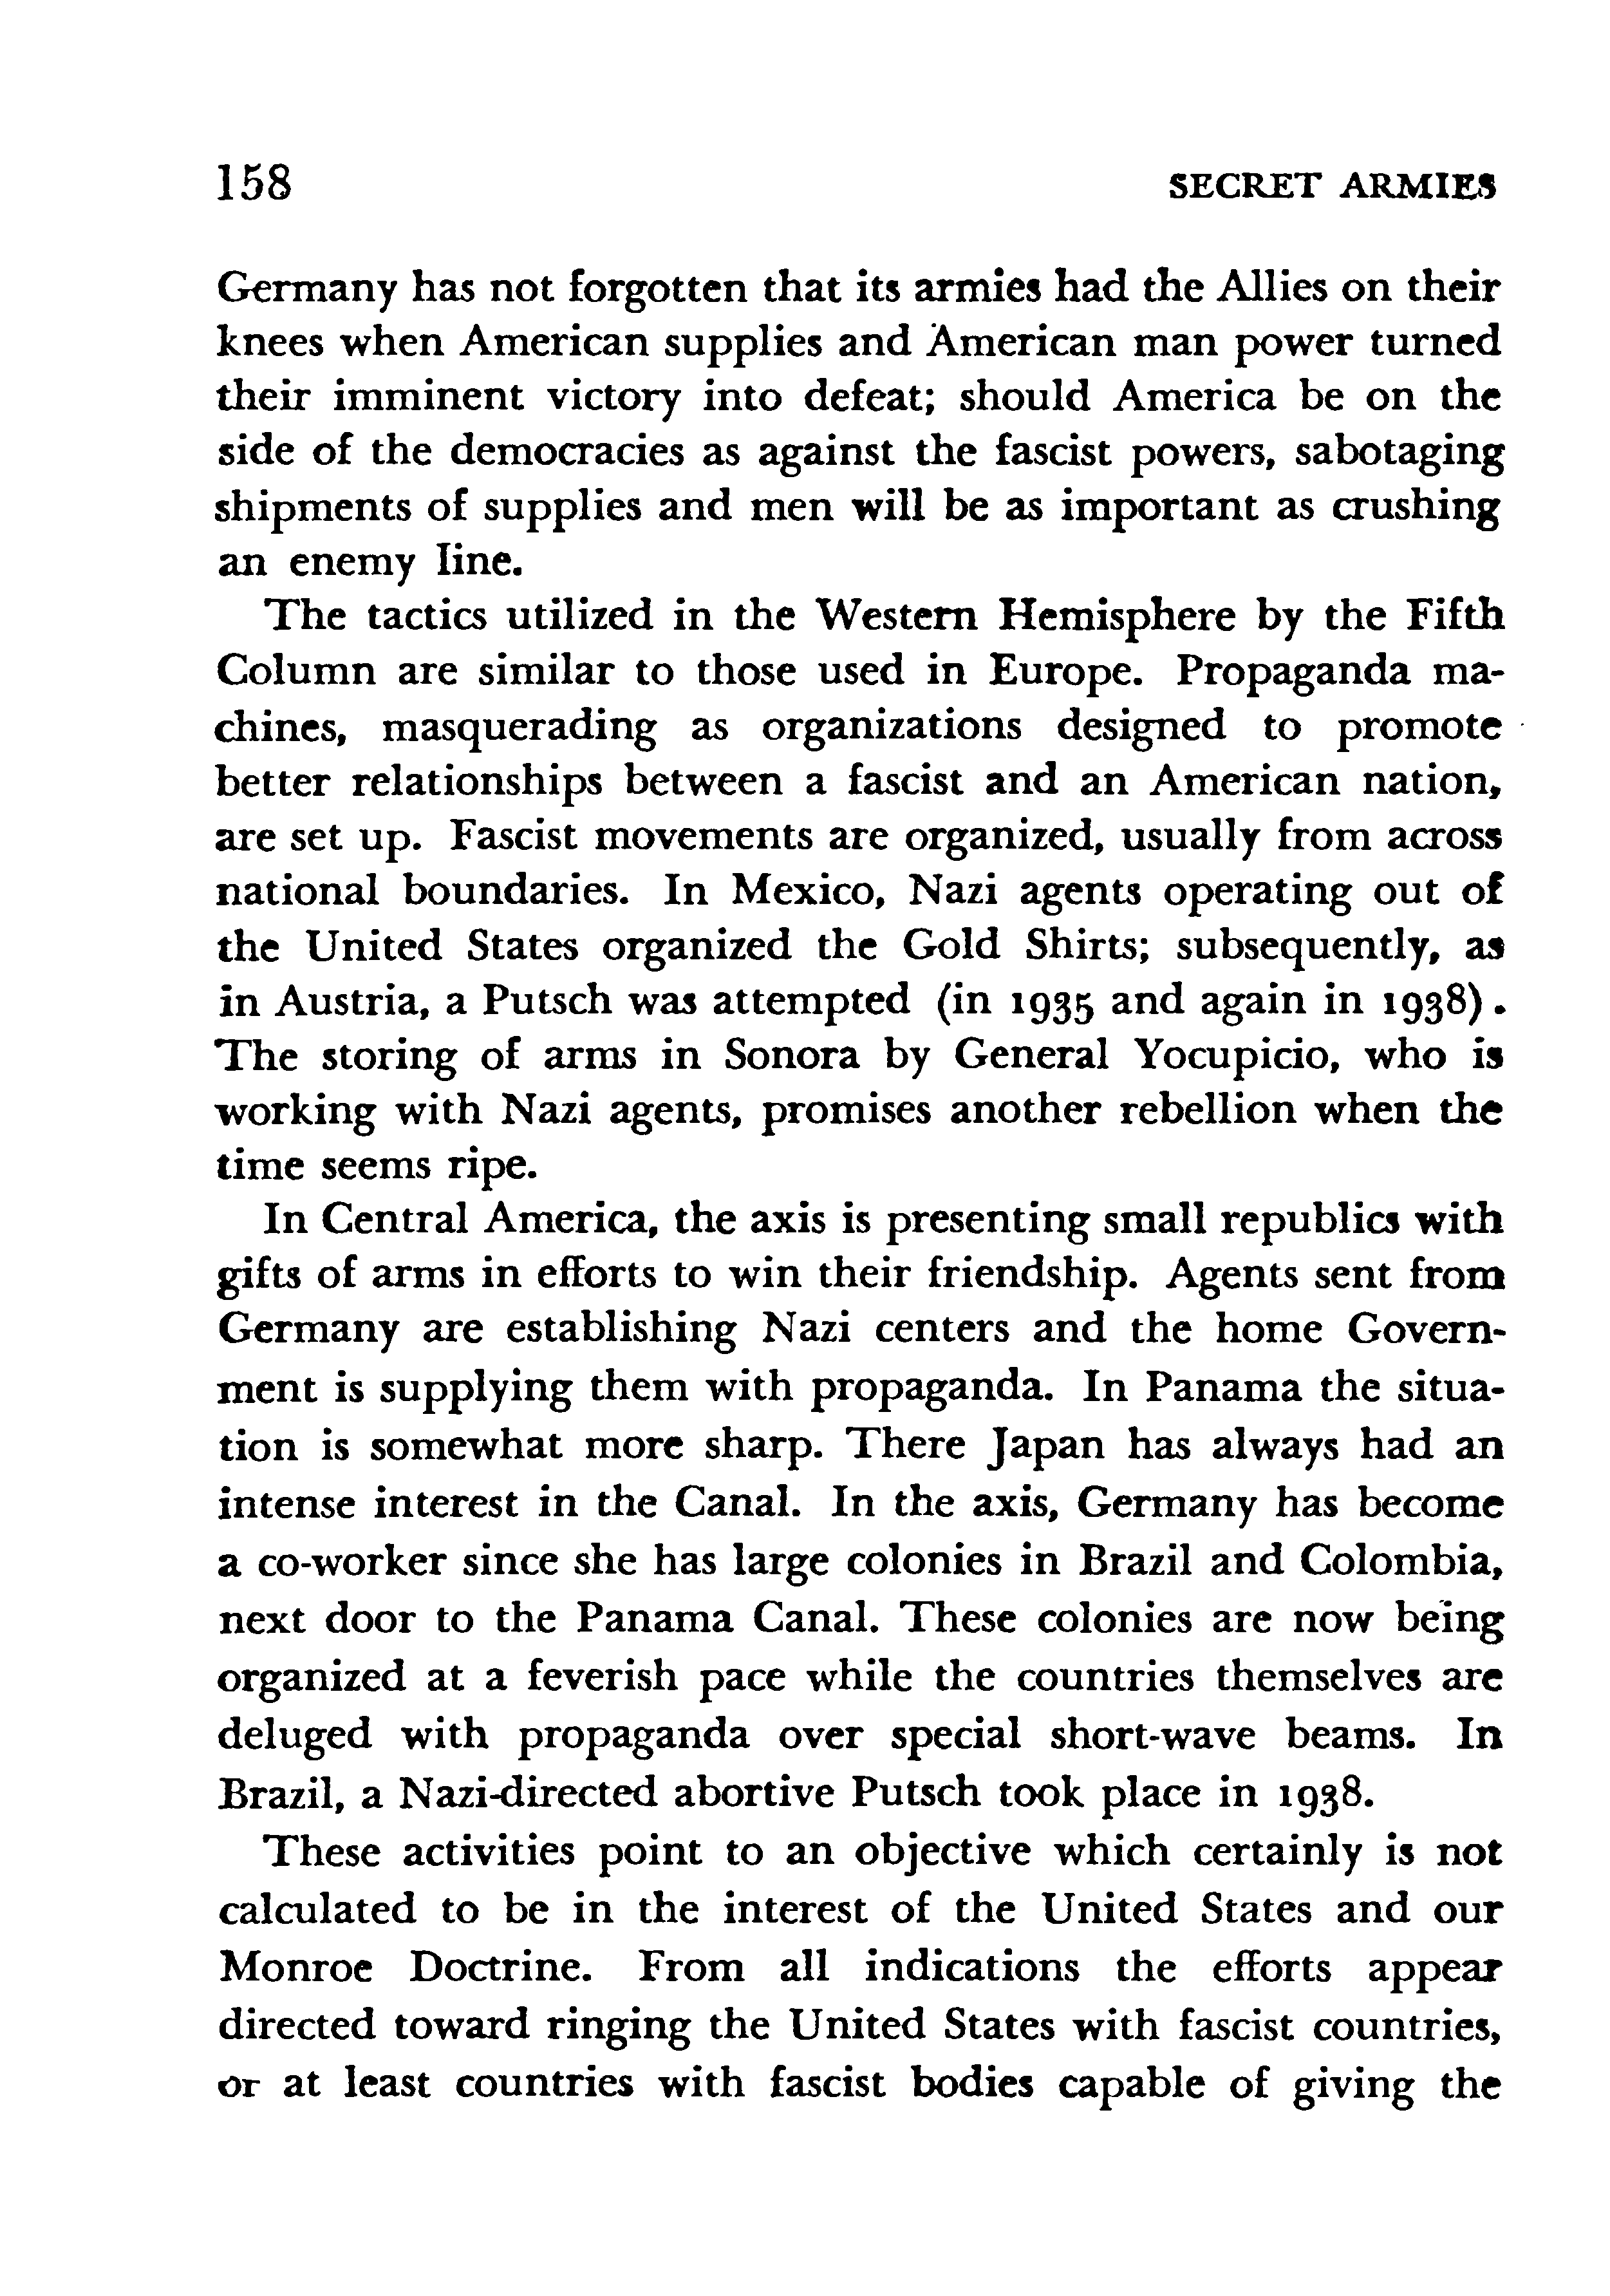 158 SECRET ARMIES
Germany has not forgotten that its armies had the Allies on their
knees when American supplies and American man power turned
their imminent victory into defeat; should America be on the
side of the democracies as against the fascist powers, sabotaging
shipments of supplies and men will be as important as crushing
an enemy line.
The tactics utilized in the Western Hemisphere by the Fifth
Column are similar to those used in Europe. Propaganda ma-
chines, masquerading as organizations designed to promote
better relationships between a fascist and an American nation,
are set up. Fascist movements are organized, usually from across
national boundaries. In Mexico, Nazi agents operating out of
the United States organized the Gold Shirts; subsequently, as
in Austria, a Putsch was attempted (in 1935 and again in 1938).
The storing of arms in Sonora by General Yocupicio, who is
working with Nazi agents, promises another rebellion when the
time seems ripe.
In Central America, the axis is presenting small republics with
gifts of arms in efforts to win their friendship. Agents sent from
Germany are establishing Nazi centers and the home Govern-
ment is supplying them with propaganda. In Panama the situa-
tion is somewhat more sharp. There Japan has always had an
intense interest in the Canal. In the axis, Germany has become
a co-worker since she has large colonies in Brazil and Colombia,
next door to the Panama Canal. These colonies are now being
organized at a feverish pace while the countries themselves are
deluged with propaganda over special short-wave beams. In
Brazil, a Nazi-directed abortive Putsch took place in 1938.
These activities point to an objective which certainly is not
calculated to be in the interest of the United States and our
Monroe Doctrine. From all indications the efforts appear
directed toward ringing the United States with fascist countries,
or at least countries with fascist bodies capable of giving the